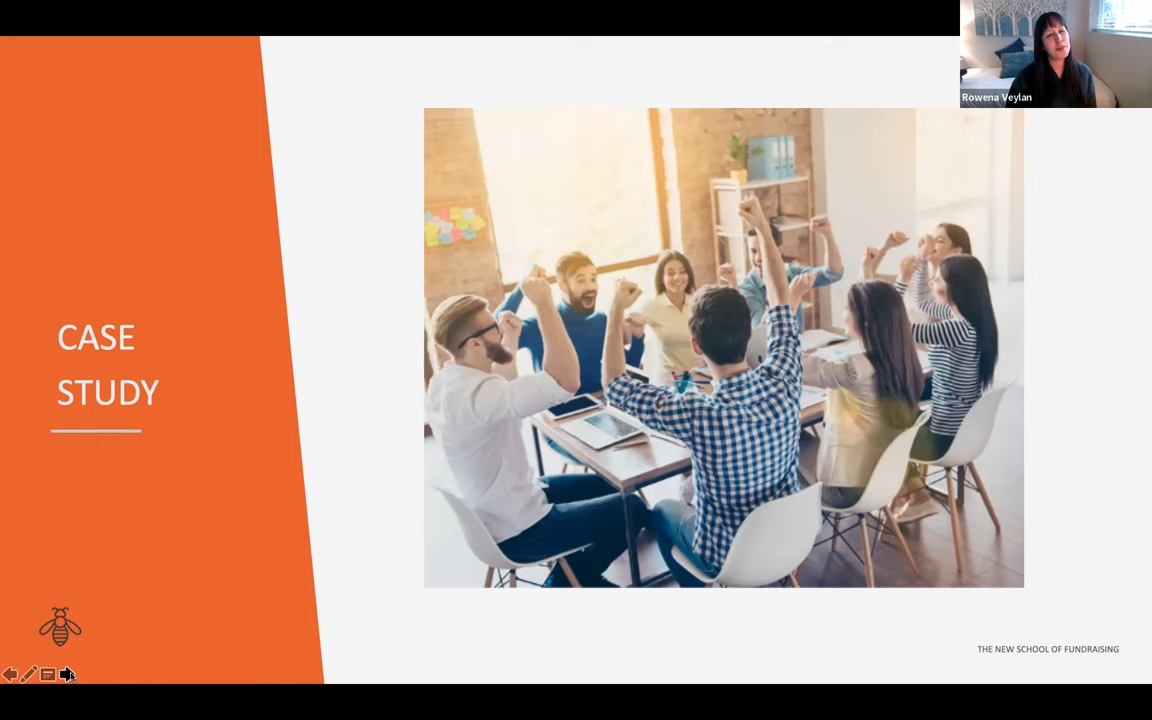 Rowena Veylan
CASE
STUDY
THE NEW SCHOOL OF FUNDRAISING